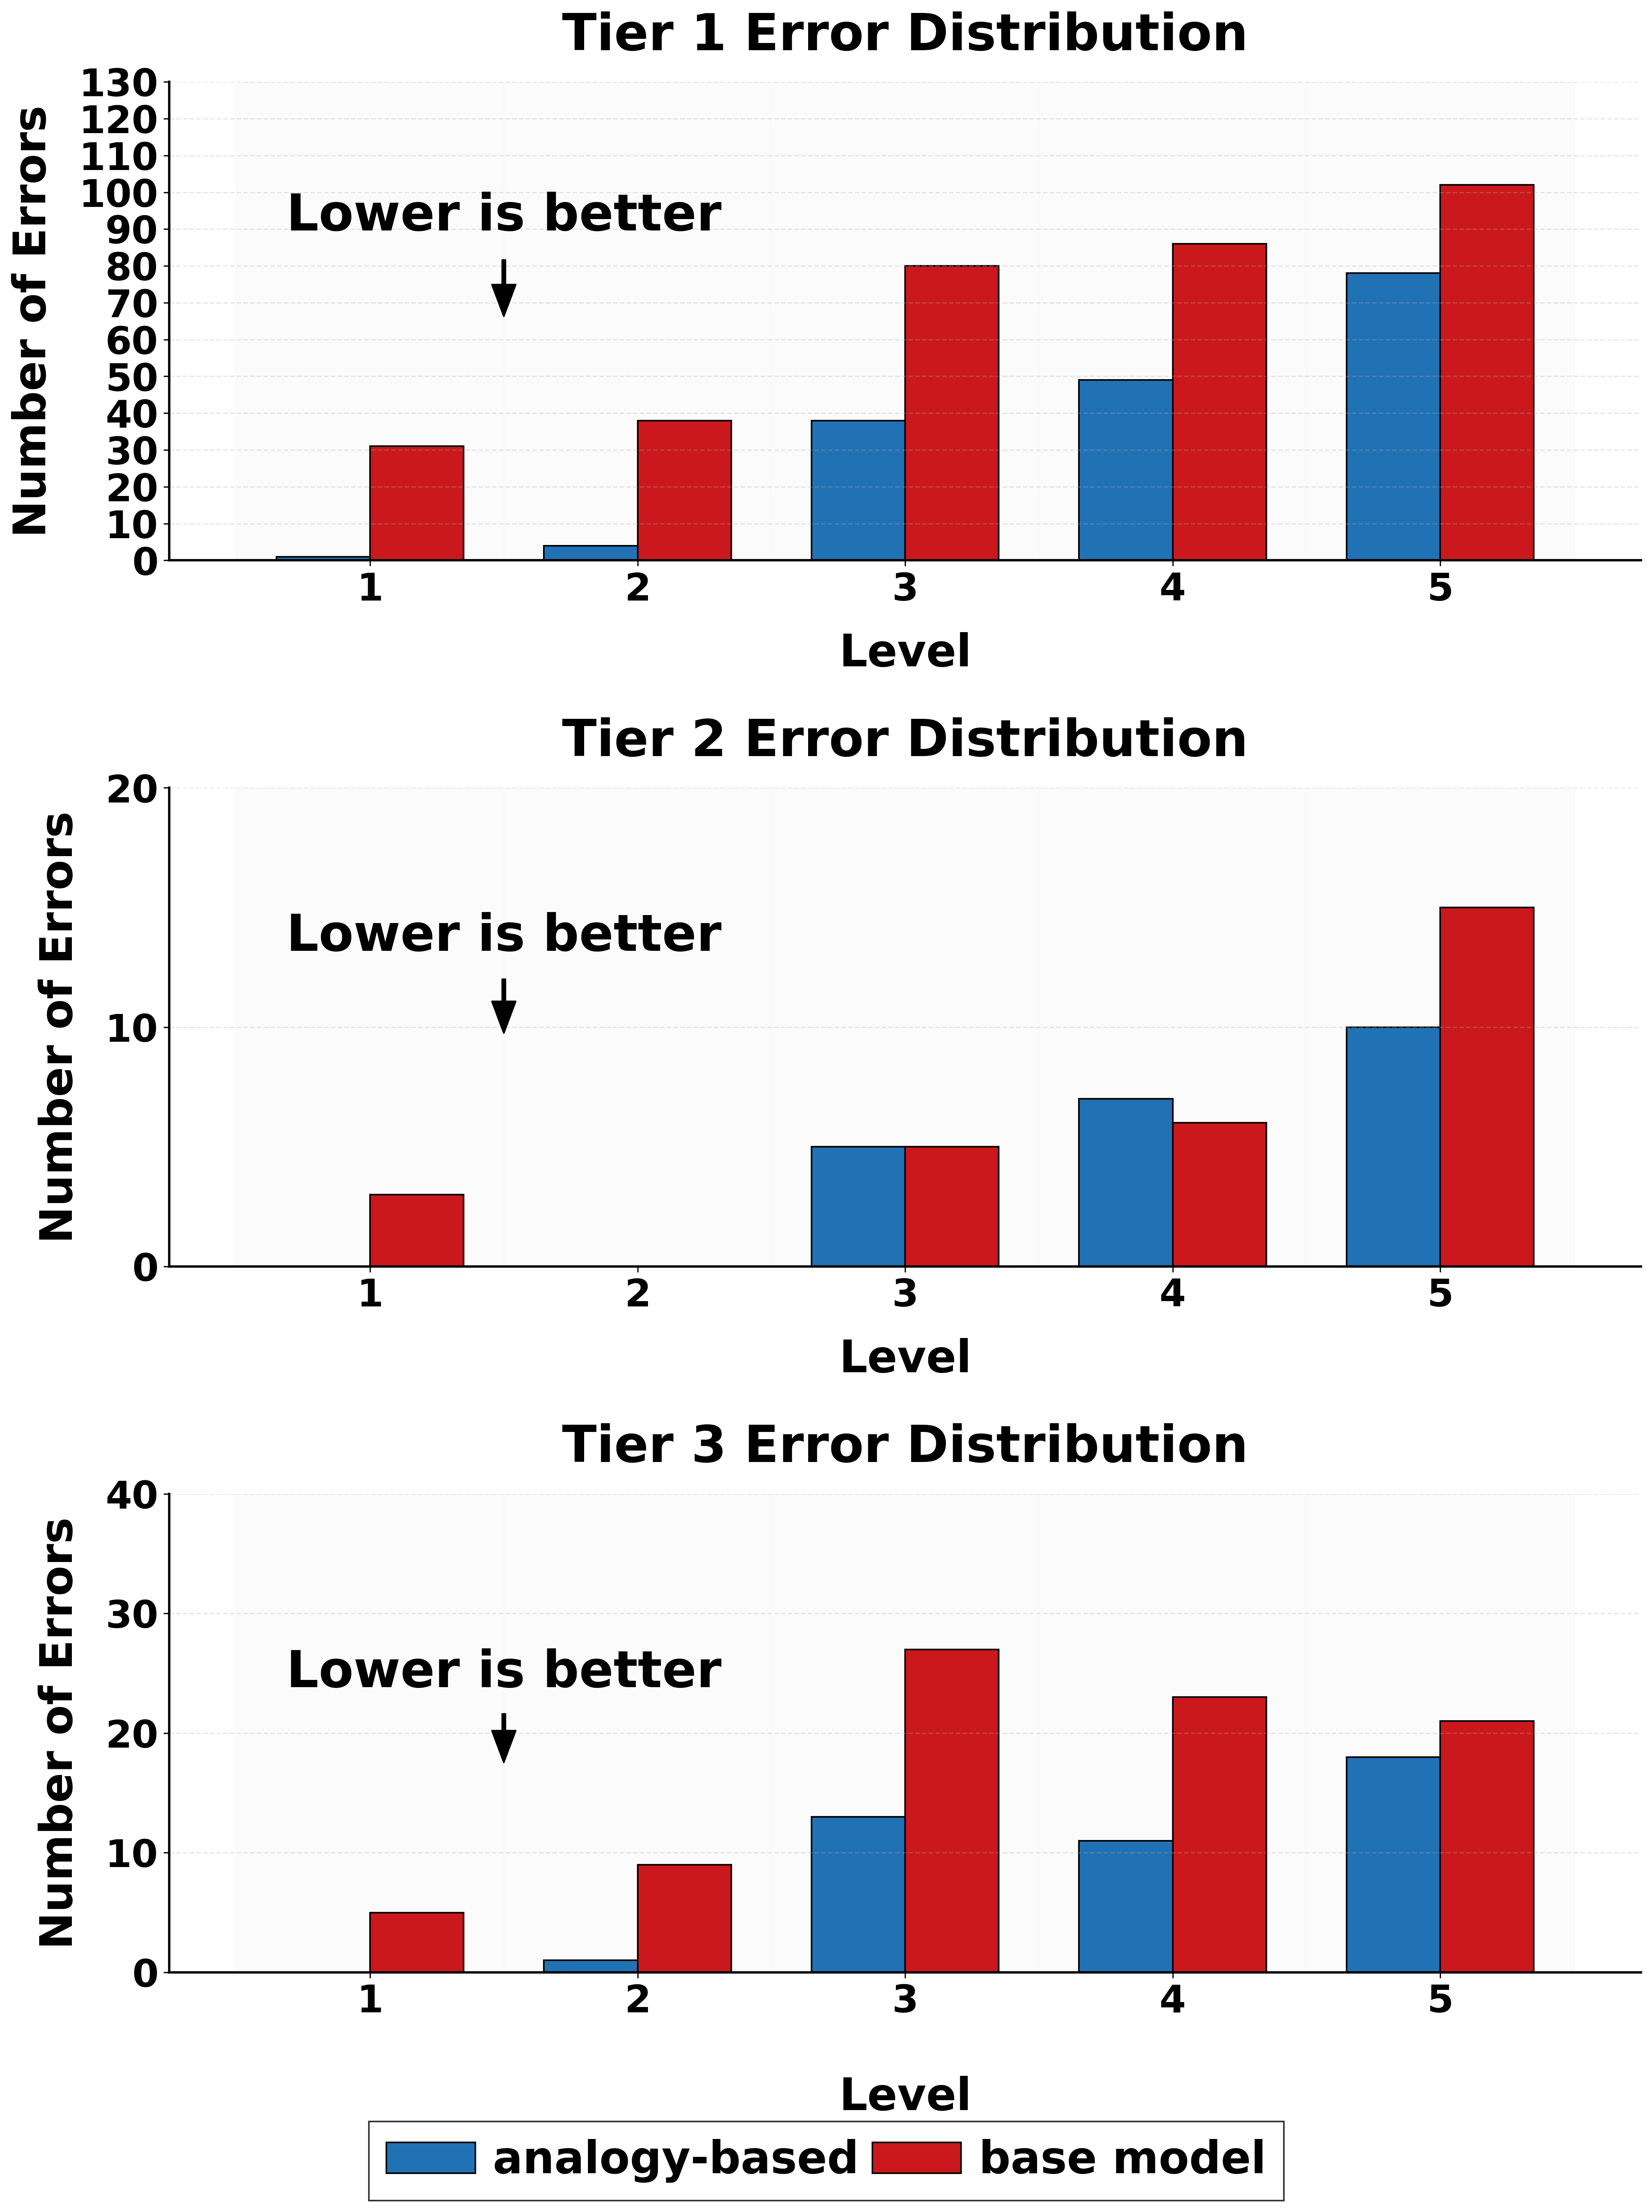 Tier 1 Error Distribution
Number of Errors
130
120
110
100
90
80
70
60
50
40
30
20
10
0
Lower is better
1 2 3 4 5
Level
Tier 2 Error Distribution
Number of Errors
20
10
0
Lower is better
1 2 3 4 5
Level
Tier 3 Error Distribution
Number of Errors
40
30
20
10
0
Lower is better
1 2 3 4 5
Level
analogy-based base model